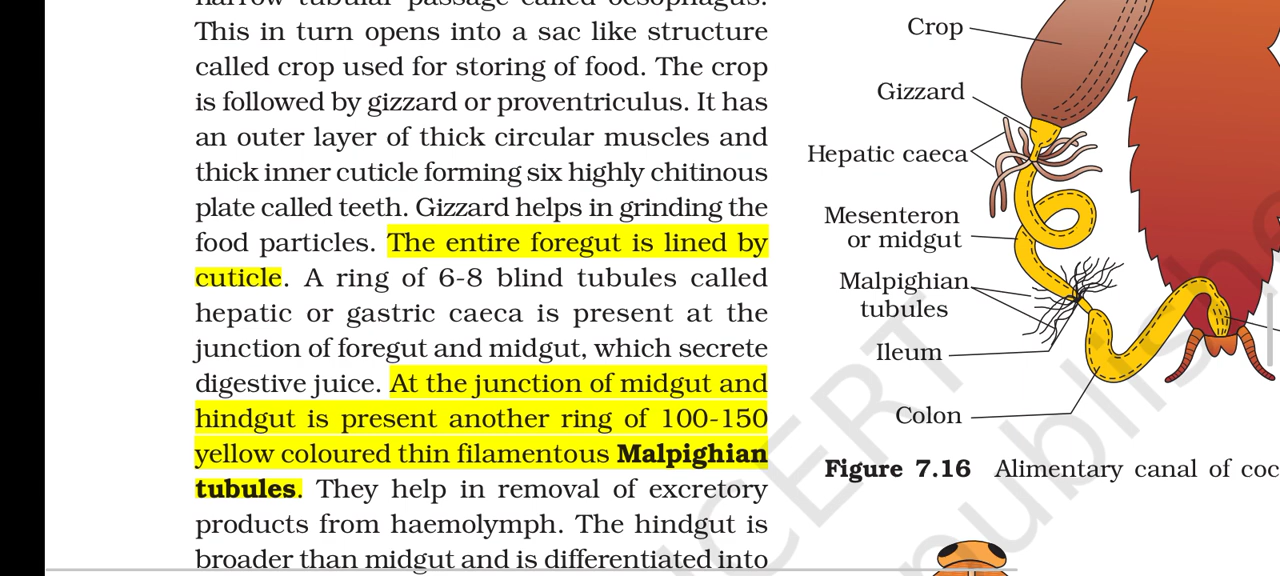 narrow tubular passage called oesophagus.
This in turn opens into a sac like structure
called crop used for storing of food. The crop
is followed by gizzard or proventriculus. It has
an outer layer of thick circular muscles and
thick inner cuticle forming six highly chitinous
plate called teeth. Gizzard helps in grinding the
food particles. The entire foregut is lined by
cuticle. A ring of 6-8 blind tubules called
hepatic or gastric caeca is present at the
junction of foregut and midgut, which secrete
digestive juice. At the junction of midgut and
hindgut is present another ring of 100-150
yellow coloured thin filamentous Malpighian
tubules. They help in removal of excretory
products from haemolymph. The hindgut is
broader than midgut and is differentiated into
Crop
Gizzard
Hepatic caeca
Mesenteron
or midgut
Malpighian
tubules
Ileum
Colon
Figure 7.16 Alimentary canal of coc
NCERT